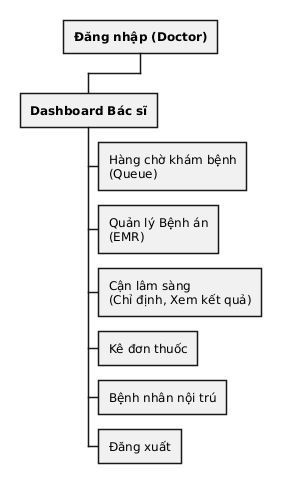 Đăng nhập (Doctor)
Dashboard Bác sĩ
Hàng chờ khám bệnh
(Queue)
Quản lý Bệnh án
(EMR)
Cận lâm sàng
(Chỉ định, Xem kết quả)
Kê đơn thuốc
Bệnh nhân nội trú
Đăng xuất